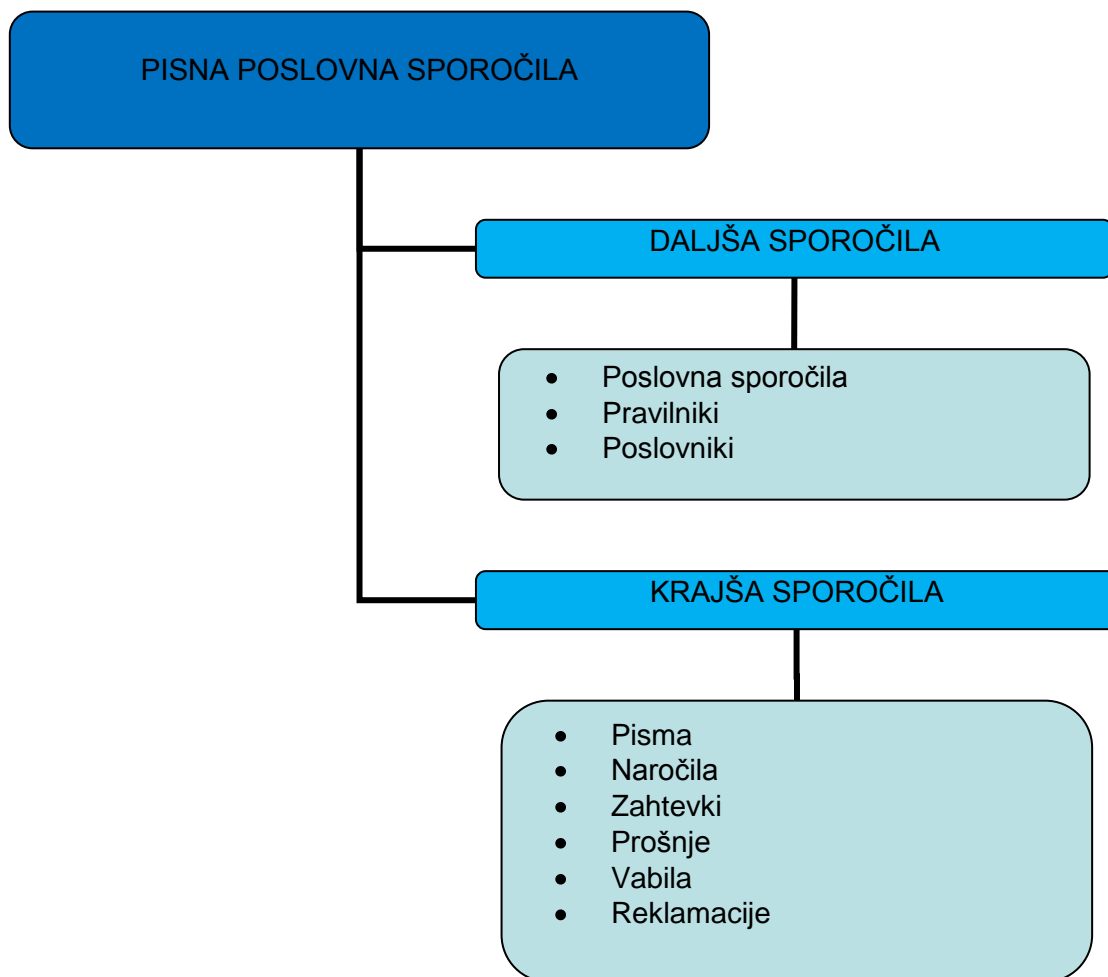 PISNA POSLOVNA SPOROČILA
DALJŠA SPOROČILA
• Poslovna sporočila
• Pravilniki
• Poslovniki
KRAJŠA SPOROČILA
• Pisma
• Naročila
• Zahtevki
• Prošnje
• Vabila
• Reklamacije